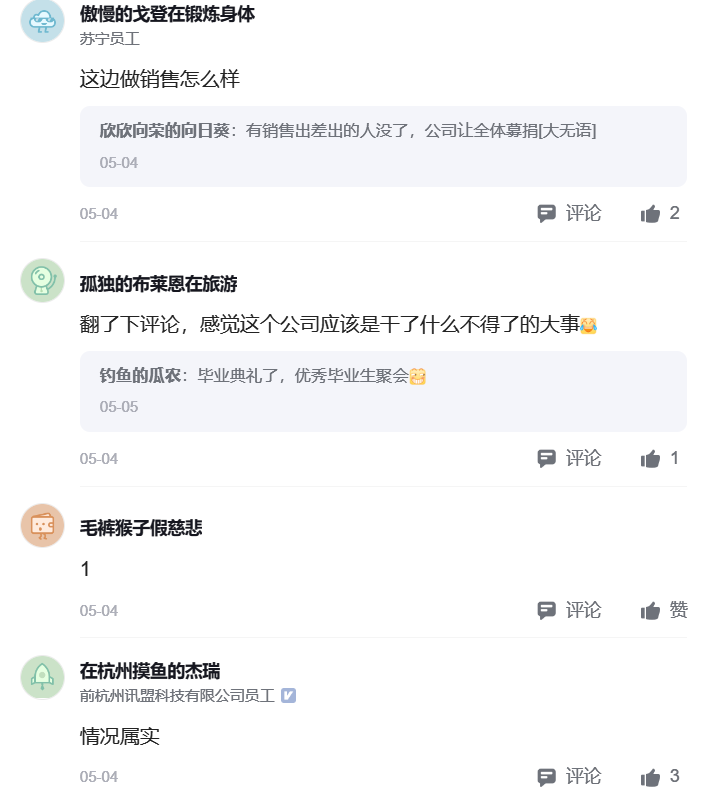 傲慢的戈登在锻炼身体
苏宁员工
这边做销售怎么样
欣欣向荣的向日葵：有销售出差出的人没了，公司让全体募捐[大无语]
05-04
05-04 评论 2
孤独的布莱恩在旅游
翻了下评论，感觉这个公司应该是干了什么不得了的大事😂
钓鱼的瓜农：毕业典礼了，优秀毕业生聚会😁
05-05
05-04 评论 1
毛裤猴子假慈悲
1
05-04 评论 赞
在杭州摸鱼的杰瑞
前杭州讯盟科技有限公司员工 V
情况属实
05-04 评论 3